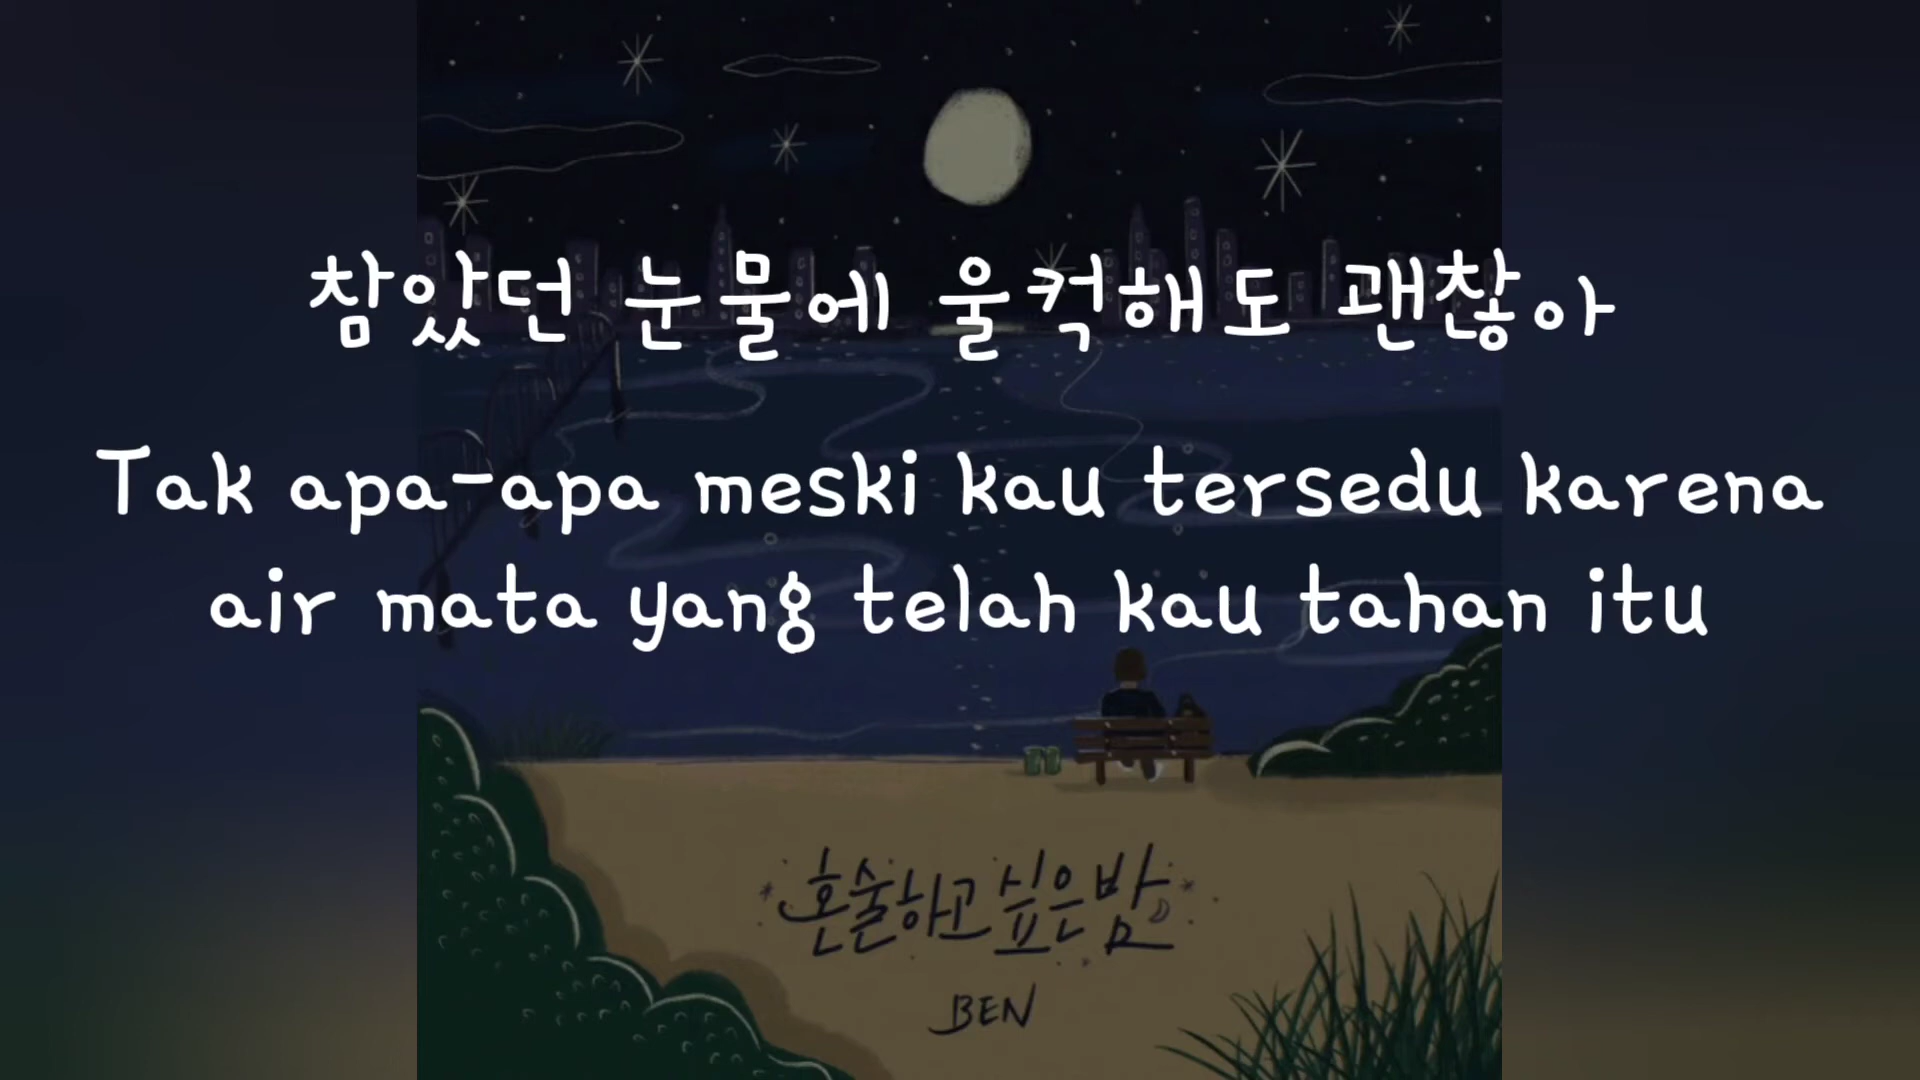 참았던 눈물에 울컥해도 괜찮아
Tak apa-apa meski kau tersedu karena
air mata yang telah kau tahan itu
혼술하고 싶은 밤
BEN